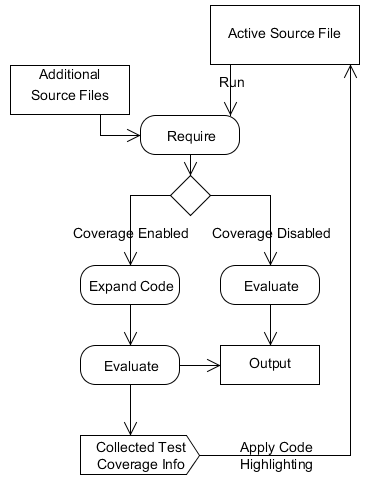 Active Source File
Additional
Source Files
Run
Require
Coverage Enabled
Coverage Disabled
Expand Code
Evaluate
Evaluate
Output
Collected Test
Coverage Info
Apply Code
Highlighting